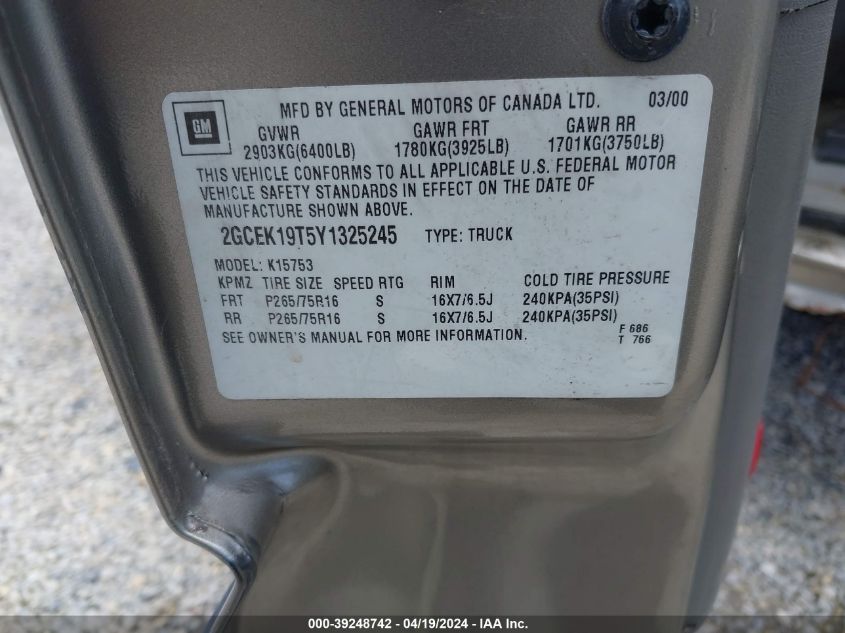 GM
MFD BY GENERAL MOTORS OF CANADA LTD. 03/00
GVWR GAWR FRT GAWR RR
2903KG(6400LB) 1780KG(3925LB) 1701KG(3750LB)
THIS VEHICLE CONFORMS TO ALL APPLICABLE U.S. FEDERAL MOTOR
VEHICLE SAFETY STANDARDS IN EFFECT ON THE DATE OF
MANUFACTURE SHOWN ABOVE.
2GCEK19T5Y1325245 TYPE: TRUCK
MODEL: K15753
KPMZ TIRE SIZE SPEED RTG RIM COLD TIRE PRESSURE
FRT P265/75R16 S 16X7/6.5J 240KPA(35PSI)
RR P265/75R16 S 16X7/6.5J 240KPA(35PSI)
SEE OWNER'S MANUAL FOR MORE INFORMATION. F 686
T 766
000-39248742 - 04/19/2024 - IAA Inc.